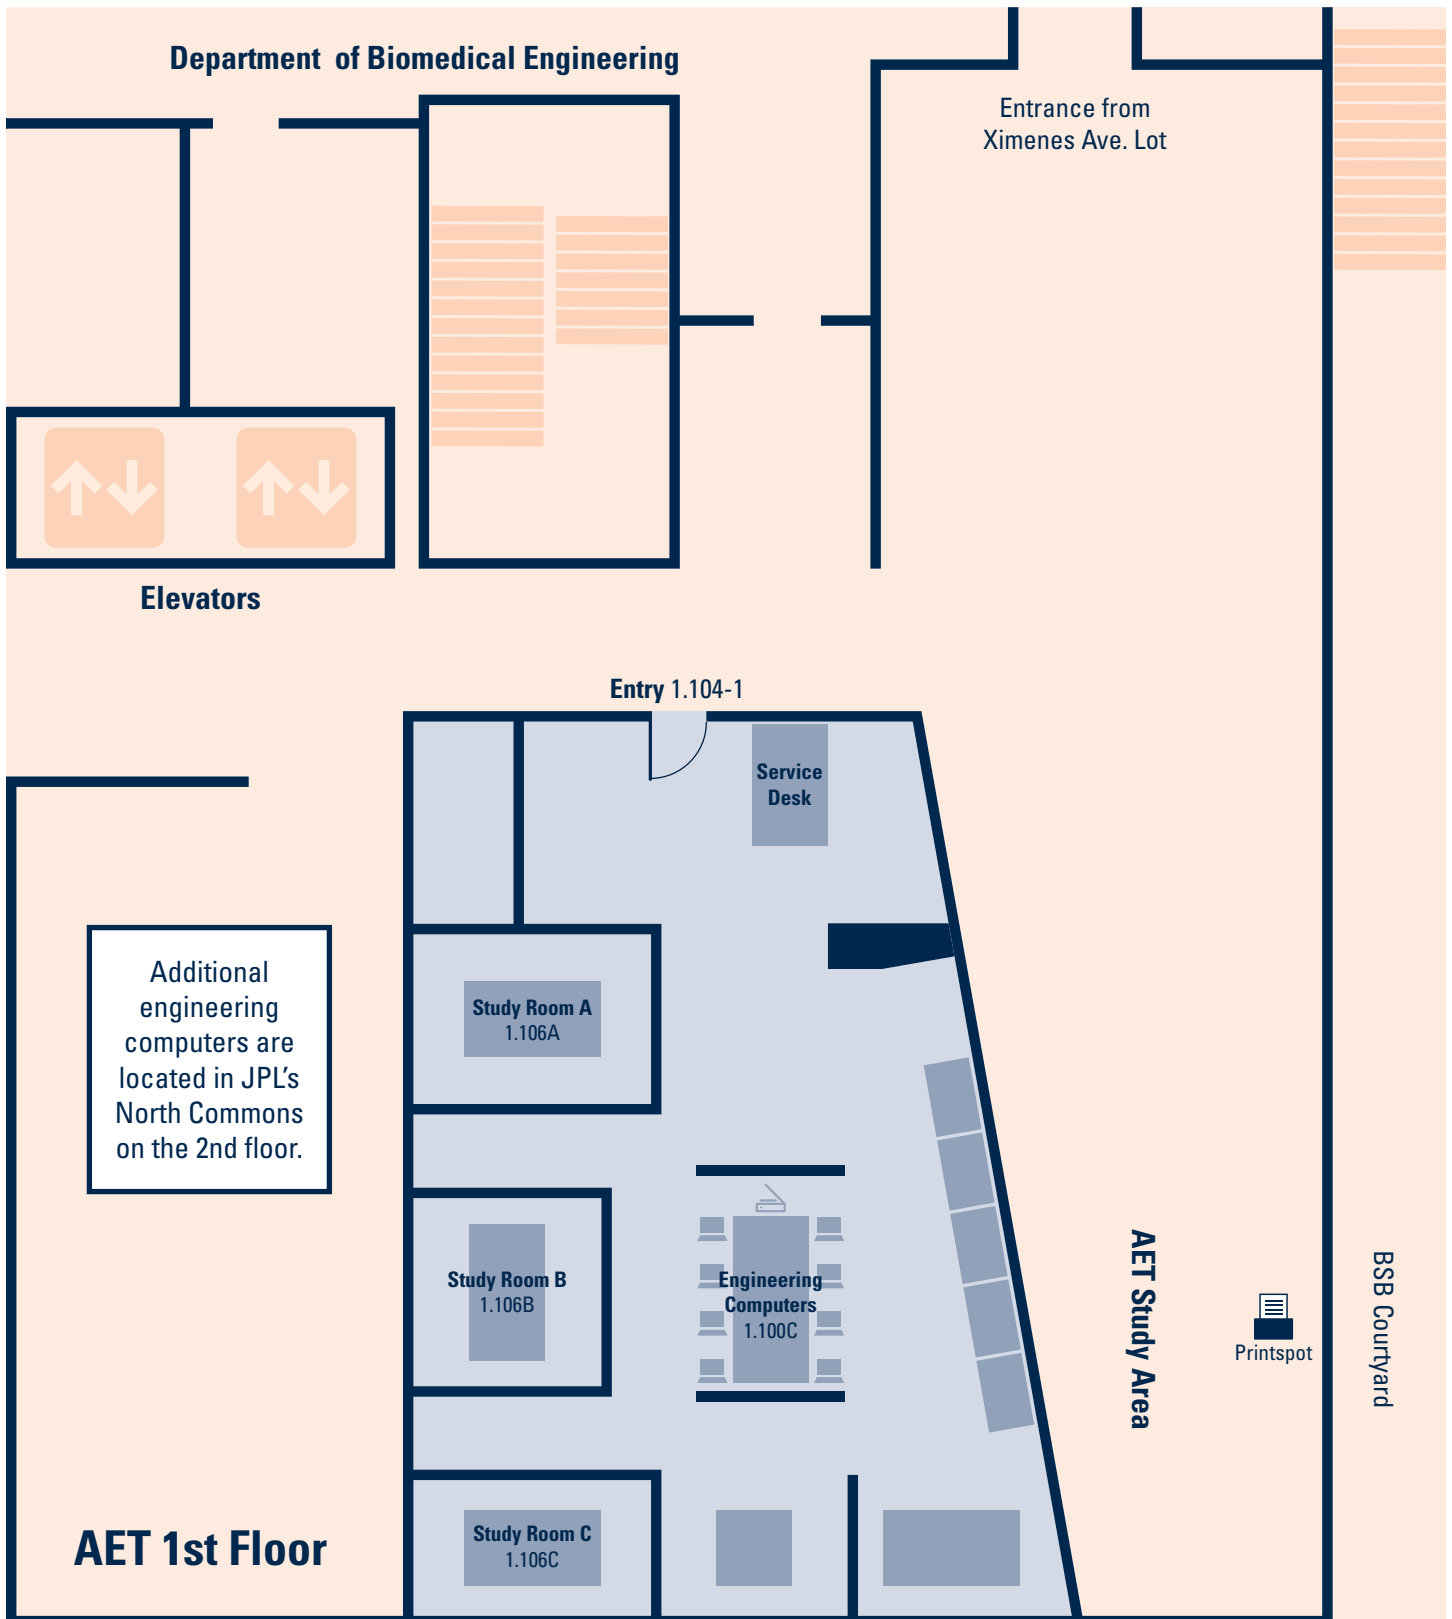 Department of Biomedical Engineering
Entrance from
Ximenes Ave. Lot
Elevators
Entry 1.104-1
Service
Desk
Additional
engineering
computers are
located in JPL's
North Commons
on the 2nd floor.
Study Room A
1.106A
Study Room B
1.106B
Engineering
Computers
1.100C
AET Study Area
Printspot
BSB Courtyard
Study Room C
1.106C
AET 1st Floor